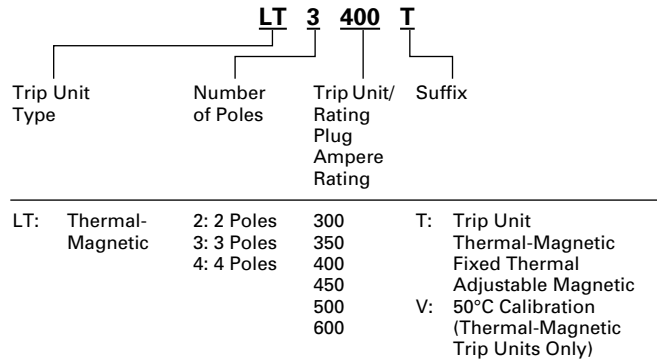 LT 3 400 T
Trip Unit Type
Number of Poles
Trip Unit/ Rating Plug Ampere Rating
Suffix
LT: Thermal-Magnetic
2: 2 Poles
3: 3 Poles
4: 4 Poles
300
350
400
450
500
600
T: Trip Unit
Thermal-Magnetic
Fixed Thermal
Adjustable Magnetic
V: 50°C Calibration
(Thermal-Magnetic
Trip Units Only)